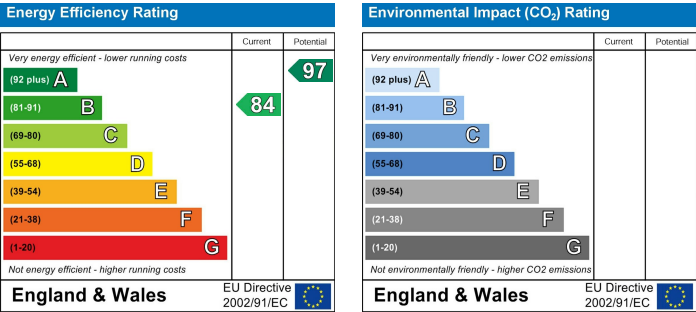 Energy Efficiency Rating
Current Potential
Very energy efficient - lower running costs
(92 plus) A
97
(81-91) B
84
(69-80) C
(55-68) D
(39-54) E
(21-38) F
(1-20) G
Not energy efficient - higher running costs
England & Wales
EU Directive
2002/91/EC
Environmental Impact (CO₂) Rating
Current Potential
Very environmentally friendly - lower CO2 emissions
(92 plus) A
(81-91) B
(69-80) C
(55-68) D
(39-54) E
(21-38) F
(1-20) G
Not environmentally friendly - higher CO2 emissions
England & Wales
EU Directive
2002/91/EC